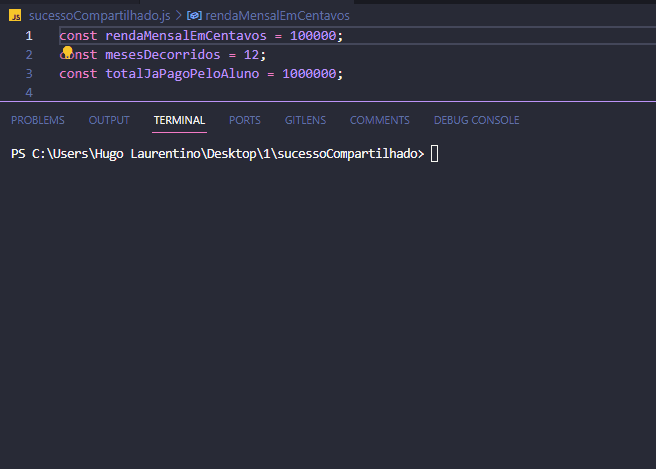 JS sucessoCompartilhado.js > rendaMensalEmCentavos
1 const rendaMensalEmCentavos = 100000;
2 const mesesDecorridos = 12;
3 const totalJaPagoPeloAluno = 1000000;
4
PROBLEMS OUTPUT TERMINAL PORTS GITLENS COMMENTS DEBUG CONSOLE
PS C:\Users\Hugo Laurentino\Desktop\1\sucessoCompartilhado>